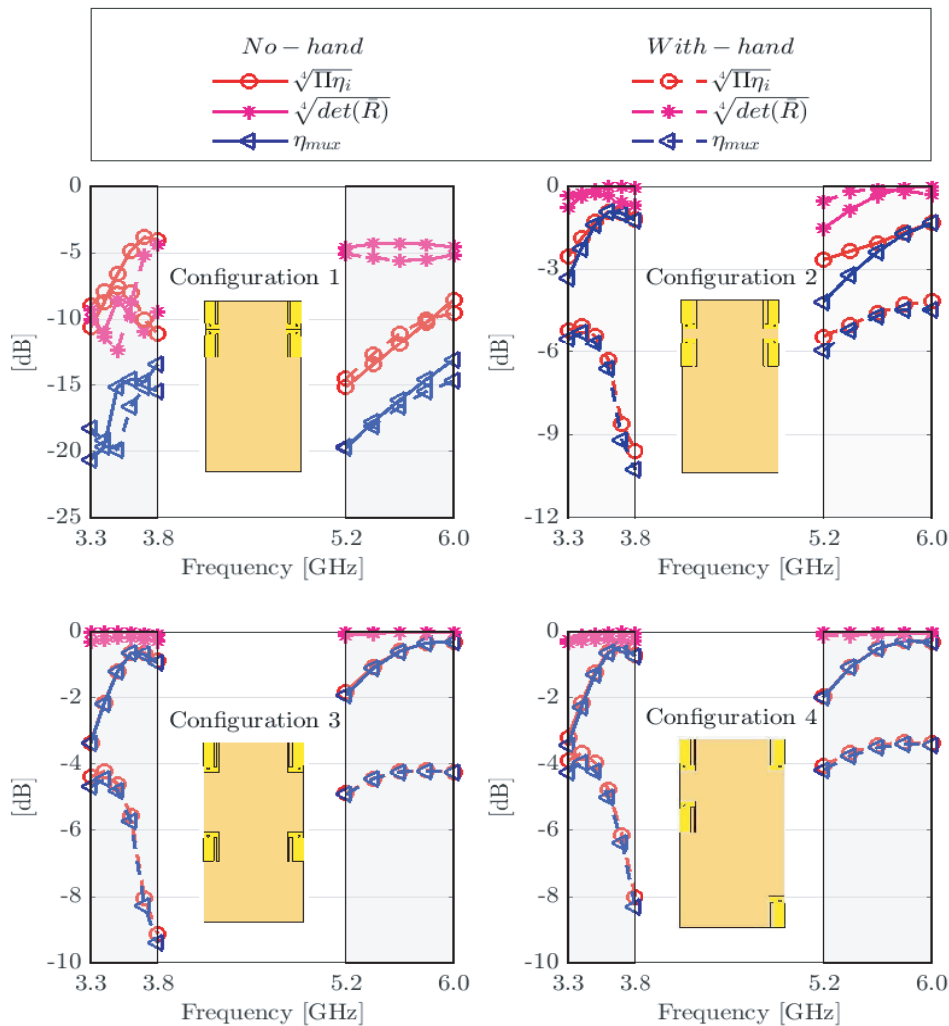 No − hand With − hand
∜Πη_i ∜Πη_i
∜det(R̄) ∜det(R̄)
η_mux η_mux
0
-5
-10
-15
-20
-25
[dB]
Configuration 1
3.3 3.8 5.2 6.0
Frequency [GHz]
0
-3
-6
-9
-12
[dB]
Configuration 2
3.3 3.8 5.2 6.0
Frequency [GHz]
0
-2
-4
-6
-8
-10
[dB]
Configuration 3
3.3 3.8 5.2 6.0
Frequency [GHz]
0
-2
-4
-6
-8
-10
[dB]
Configuration 4
3.3 3.8 5.2 6.0
Frequency [GHz]